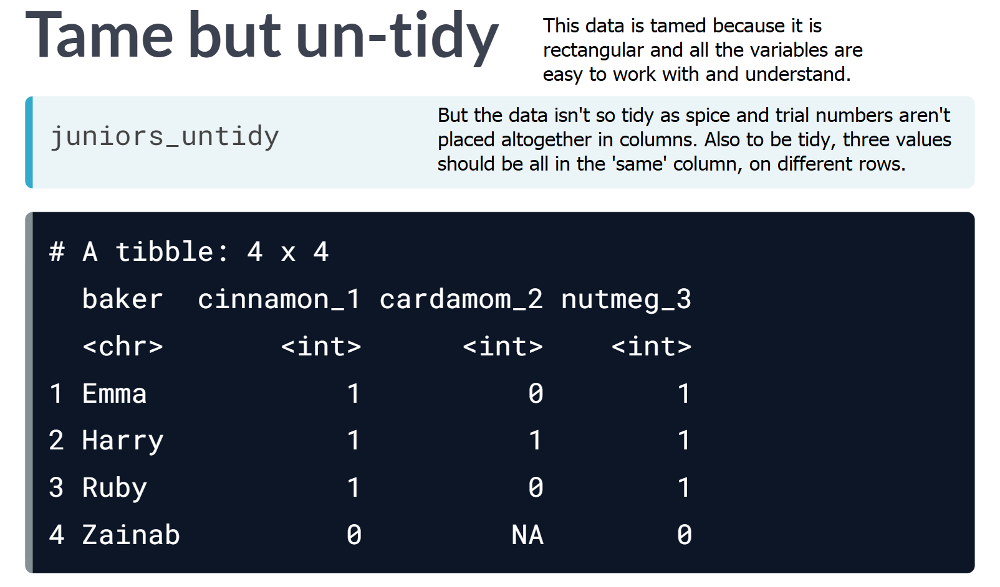 Tame but un-tidy
This data is tamed because it is
rectangular and all the variables are
easy to work with and understand.
juniors_untidy
But the data isn't so tidy as spice and trial numbers aren't
placed altogether in columns. Also to be tidy, three values
should be all in the 'same' column, on different rows.
# A tibble: 4 x 4
baker cinnamon_1 cardamom_2 nutmeg_3
<chr> <int> <int> <int>
1 Emma 1 0 1
2 Harry 1 1 1
3 Ruby 1 0 1
4 Zainab 0 NA 0